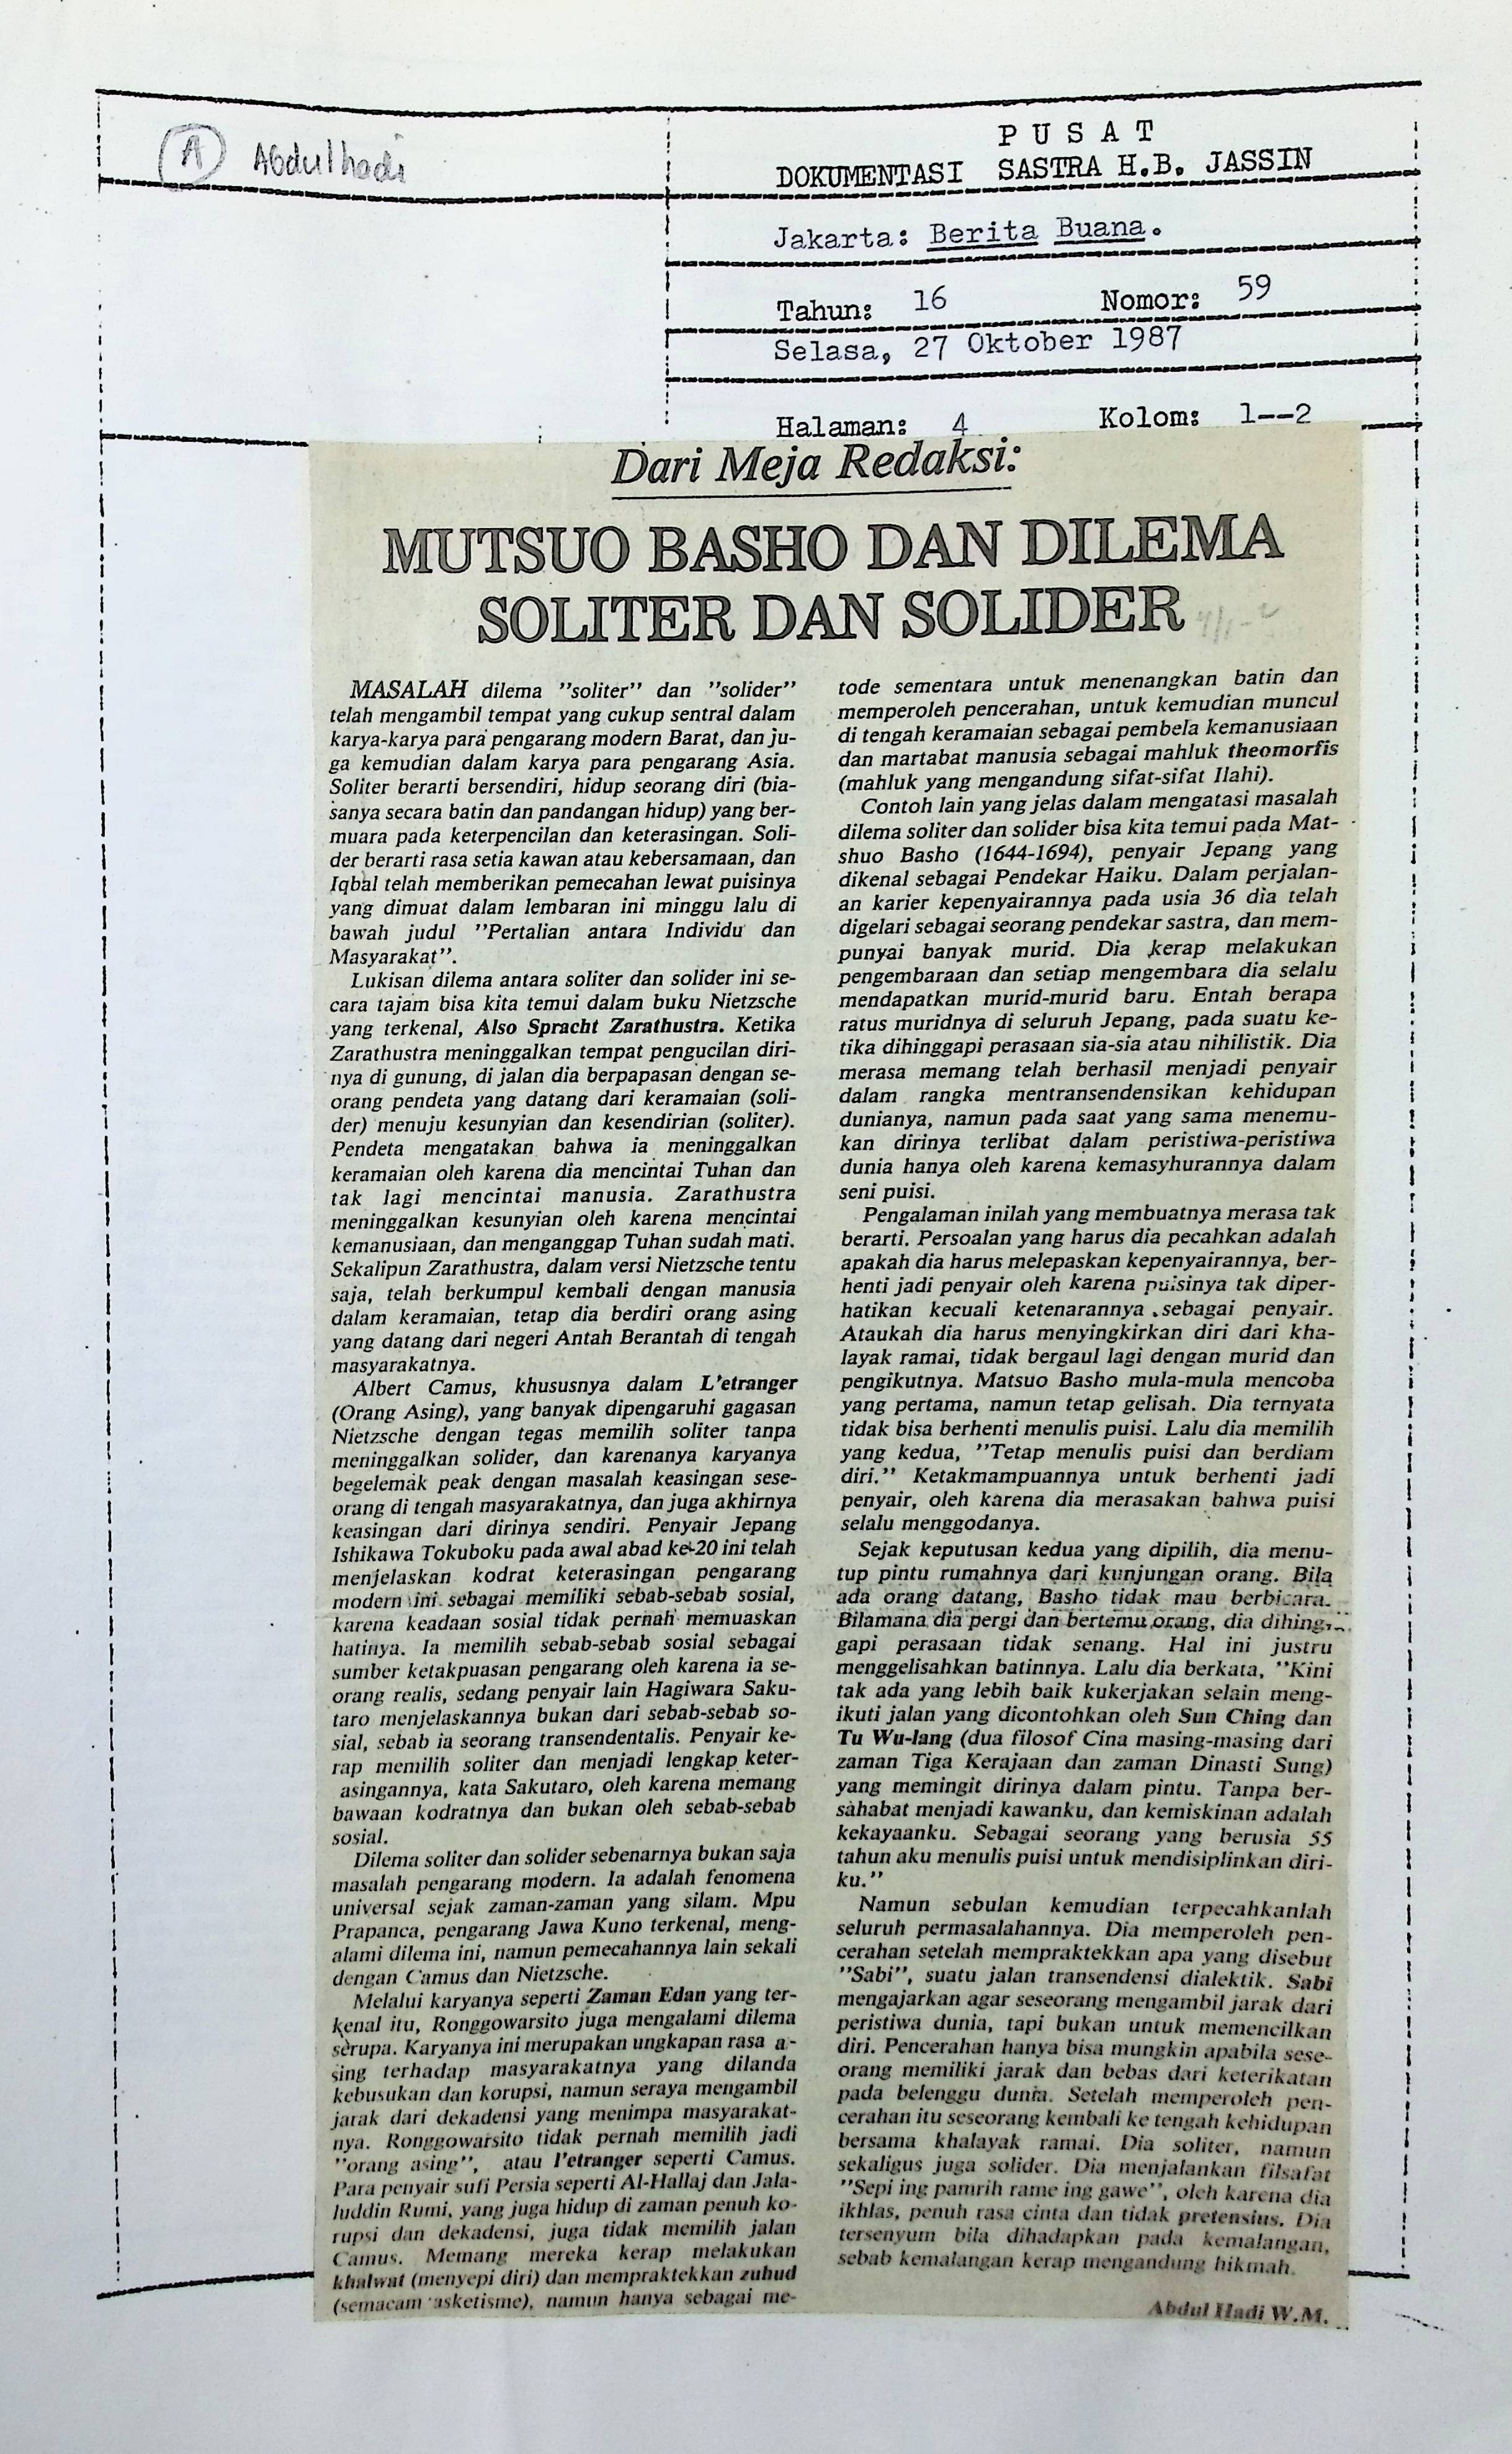 A Abdulhadi
P U S A T
DOKUMENTASI SASTRA H.B. JASSIN
Jakarta: Berita Buana.
Tahun: 16 Nomor: 59
Selasa, 27 Oktober 1987
Halaman: 4 Kolom: 1--2
Dari Meja Redaksi:
MUTSUO BASHO DAN DILEMA
SOLITER DAN SOLIDER
MASALAH dilema ''soliter'' dan ''solider''
telah mengambil tempat yang cukup sentral dalam
karya-karya para pengarang modern Barat, dan ju-
ga kemudian dalam karya para pengarang Asia.
Soliter berarti bersendiri, hidup seorang diri (bia-
sanya secara batin dan pandangan hidup) yang ber-
muara pada keterpencilan dan keterasingan. Soli-
der berarti rasa setia kawan atau kebersamaan, dan
Iqbal telah memberikan pemecahan lewat puisinya
yang dimuat dalam lembaran ini minggu lalu di
bawah judul ''Pertalian antara Individu dan
Masyarakat''.
Lukisan dilema antara soliter dan solider ini se-
cara tajam bisa kita temui dalam buku Nietzsche
yang terkenal, Also Spracht Zarathustra. Ketika
Zarathustra meninggalkan tempat pengucilan diri-
nya di gunung, di jalan dia berpapasan dengan se-
orang pendeta yang datang dari keramaian (soli-
der) menuju kesunyian dan kesendirian (soliter).
Pendeta mengatakan bahwa ia meninggalkan
keramaian oleh karena dia mencintai Tuhan dan
tak lagi mencintai manusia. Zarathustra
meninggalkan kesunyian oleh karena mencintai
kemanusiaan, dan menganggap Tuhan sudah mati.
Sekalipun Zarathustra, dalam versi Nietzsche tentu
saja, telah berkumpul kembali dengan manusia
dalam keramaian, tetap dia berdiri orang asing
yang datang dari negeri Antah Berantah di tengah
masyarakatnya.
Albert Camus, khususnya dalam L'etranger
(Orang Asing), yang banyak dipengaruhi gagasan
Nietzsche dengan tegas memilih soliter tanpa
meninggalkan solider, dan karenanya karyanya
begelemak peak dengan masalah keasingan sese-
orang di tengah masyarakatnya, dan juga akhirnya
keasingan dari dirinya sendiri. Penyair Jepang
Ishikawa Tokuboku pada awal abad ke-20 ini telah
menjelaskan kodrat keterasingan pengarang
modern ini sebagai memiliki sebab-sebab sosial,
karena keadaan sosial tidak pernah memuaskan
hatinya. Ia memilih sebab-sebab sosial sebagai
sumber ketakpuasan pengarang oleh karena ia se-
orang realis, sedang penyair lain Hagiwara Saku-
taro menjelaskannya bukan dari sebab-sebab so-
sial, sebab ia seorang transendentalis. Penyair ke-
rap memilih soliter dan menjadi lengkap keter-
asingannya, kata Sakutaro, oleh karena memang
bawaan kodratnya dan bukan oleh sebab-sebab
sosial.
Dilema soliter dan solider sebenarnya bukan saja
masalah pengarang modern. Ia adalah fenomena
universal sejak zaman-zaman yang silam. Mpu
Prapanca, pengarang Jawa Kuno terkenal, meng-
alami dilema ini, namun pemecahannya lain sekali
dengan Camus dan Nietzsche.
Melalui karyanya seperti Zaman Edan yang ter-
kenal itu, Ronggowarsito juga mengalami dilema
serupa. Karyanya ini merupakan ungkapan rasa a-
sing terhadap masyarakatnya yang dilanda
kebusukan dan korupsi, namun seraya mengambil
jarak dari dekadensi yang menimpa masyarakat-
nya. Ronggowarsito tidak pernah memilih jadi
''orang asing'', atau l'etranger seperti Camus.
Para penyair sufi Persia seperti Al-Hallaj dan Jala-
luddin Rumi, yang juga hidup di zaman penuh ko-
rupsi dan dekadensi, juga tidak memilih jalan
Camus. Memang mereka kerap melakukan
khalwat (menyepi diri) dan mempraktekkan zuhud
(semacam asketisme), namun hanya sebagai me-
tode sementara untuk menenangkan batin dan
memperoleh pencerahan, untuk kemudian muncul
di tengah keramaian sebagai pembela kemanusiaan
dan martabat manusia sebagai mahluk theomorfis
(mahluk yang mengandung sifat-sifat Ilahi).
Contoh lain yang jelas dalam mengatasi masalah
dilema soliter dan solider bisa kita temui pada Mat-
shuo Basho (1644-1694), penyair Jepang yang
dikenal sebagai Pendekar Haiku. Dalam perjalan-
an karier kepenyairannya pada usia 36 dia telah
digelari sebagai seorang pendekar sastra, dan mem-
punyai banyak murid. Dia kerap melakukan
pengembaraan dan setiap mengembara dia selalu
mendapatkan murid-murid baru. Entah berapa
ratus muridnya di seluruh Jepang, pada suatu ke-
tika dihinggapi perasaan sia-sia atau nihilistik. Dia
merasa memang telah berhasil menjadi penyair
dalam rangka mentransendensikan kehidupan
dunianya, namun pada saat yang sama menemu-
kan dirinya terlibat dalam peristiwa-peristiwa
dunia hanya oleh karena kemasyhurannya dalam
seni puisi.
Pengalaman inilah yang membuatnya merasa tak
berarti. Persoalan yang harus dia pecahkan adalah
apakah dia harus melepaskan kepenyairannya, ber-
henti jadi penyair oleh karena puisinya tak diper-
hatikan kecuali ketenarannya sebagai penyair.
Ataukah dia harus menyingkirkan diri dari kha-
layak ramai, tidak bergaul lagi dengan murid dan
pengikutnya. Matsuo Basho mula-mula mencoba
yang pertama, namun tetap gelisah. Dia ternyata
tidak bisa berhenti menulis puisi. Lalu dia memilih
yang kedua, ''Tetap menulis puisi dan berdiam
diri.'' Ketakmampuannya untuk berhenti jadi
penyair, oleh karena dia merasakan bahwa puisi
selalu menggodanya.
Sejak keputusan kedua yang dipilih, dia menu-
tup pintu rumahnya dari kunjungan orang. Bila
ada orang datang, Basho tidak mau berbicara.
Bilamana dia pergi dan bertemu orang, dia dihing-
gapi perasaan tidak senang. Hal ini justru
menggelisahkan batinnya. Lalu dia berkata, ''Kini
tak ada yang lebih baik kukerjakan selain meng-
ikuti jalan yang dicontohkan oleh Sun Ching dan
Tu Wu-lang (dua filosof Cina masing-masing dari
zaman Tiga Kerajaan dan zaman Dinasti Sung)
yang memingit dirinya dalam pintu. Tanpa ber-
sahabat menjadi kawanku, dan kemiskinan adalah
kekayaanku. Sebagai seorang yang berusia 55
tahun aku menulis puisi untuk mendisiplinkan diri-
ku.''
Namun sebulan kemudian terpecahkanlah
seluruh permasalahannya. Dia memperoleh pen-
cerahan setelah mempraktekkan apa yang disebut
''Sabi'', suatu jalan transendensi dialektik. Sabi
mengajarkan agar seseorang mengambil jarak dari
peristiwa dunia, tapi bukan untuk memencilkan
diri. Pencerahan hanya bisa mungkin apabila sese-
orang memiliki jarak dan bebas dari keterikatan
pada belenggu dunia. Setelah memperoleh pen-
cerahan itu seseorang kembali ke tengah kehidupan
bersama khalayak ramai. Dia soliter, namun
sekaligus juga solider. Dia menjalankan filsafat
''Sepi ing pamrih rame ing gawe'', oleh karena dia
ikhlas, penuh rasa cinta dan tidak pretensius. Dia
tersenyum bila dihadapkan pada kemalangan,
sebab kemalangan kerap mengandung hikmah.
Abdul Hadi W.M.